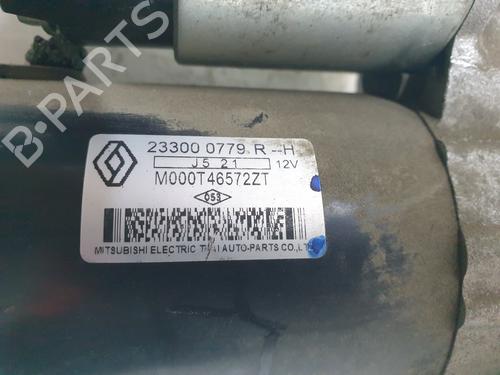 B-Parts
23300 0779 R --H
J5 21 12V
M000T46572ZT
053
MITSUBISHI ELECTRIC THAI AUTO-PARTS CO.,LT